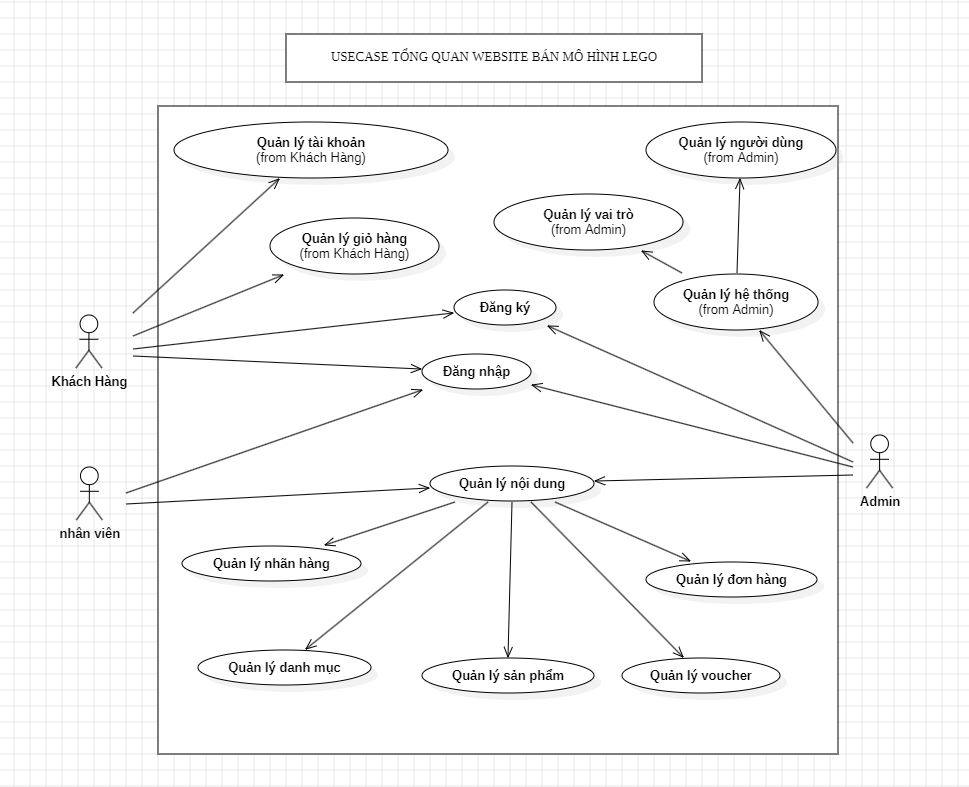 USECASE TỔNG QUAN WEBSITE BÁN MÔ HÌNH LEGO
Quản lý tài khoản
(from Khách Hàng)
Quản lý người dùng
(from Admin)
Quản lý vai trò
(from Admin)
Quản lý giỏ hàng
(from Khách Hàng)
Quản lý hệ thống
(from Admin)
Đăng ký
Đăng nhập
Khách Hàng
Quản lý nội dung
Admin
nhân viên
Quản lý nhãn hàng
Quản lý đơn hàng
Quản lý danh mục
Quản lý sản phẩm
Quản lý voucher